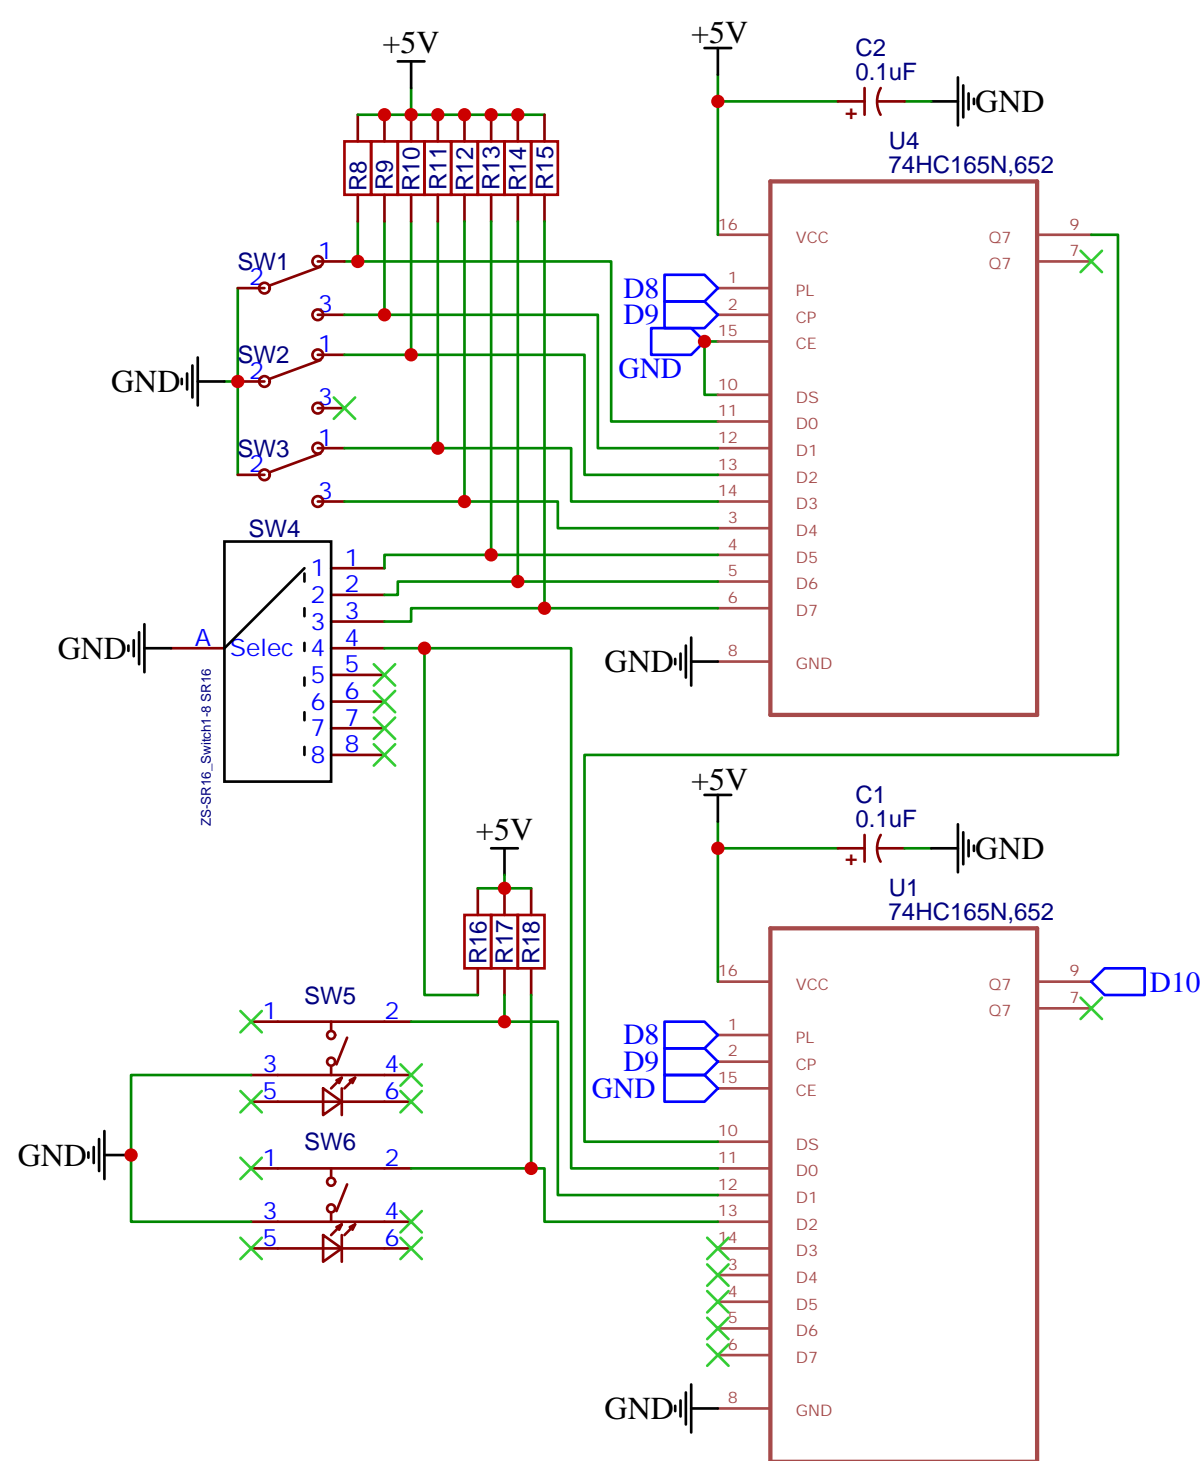 +5V
+5V
C2
0.1uF
GND
U4
74HC165N,652
R8
R9
R10
R11
R12
R13
R14
R15
16
VCC
Q7
9
Q7
7
D8
1
PL
D9
2
CP
15
CE
GND
10
DS
11
D0
12
D1
13
D2
14
D3
3
D4
4
D5
5
D6
6
D7
GND
8
GND
SW1
1
2
3
GND
SW2
1
2
3
SW3
1
2
3
SW4
GND
A
Selec
1
1
2
2
3
3
4
4
5
5
6
6
7
7
8
8
ZS-SR16_Switch1-8 SR16
+5V
C1
0.1uF
GND
U1
74HC165N,652
+5V
R16
R17
R18
16
VCC
Q7
9
D10
Q7
7
D8
1
PL
D9
2
CP
GND
15
CE
10
DS
11
D0
12
D1
13
D2
14
D3
3
D4
4
D5
5
D6
6
D7
GND
8
GND
SW5
1
2
3
4
5
6
GND
SW6
1
2
3
4
5
6